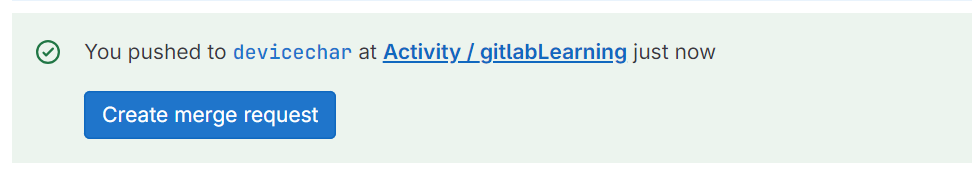 You pushed to devicechar at Activity / gitlabLearning just now
Create merge request